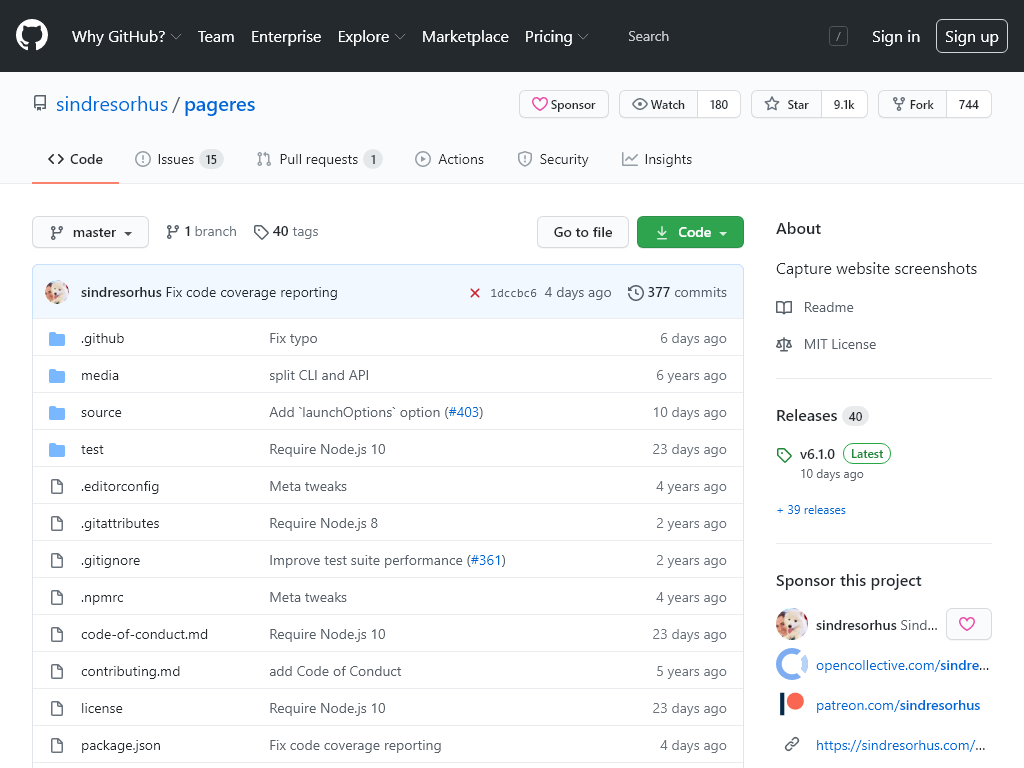 Why GitHub? Team Enterprise Explore Marketplace Pricing Search / Sign in Sign up
sindresorhus / pageres Sponsor Watch 180 Star 9.1k Fork 744
Code Issues 15 Pull requests 1 Actions Security Insights
master 1 branch 40 tags Go to file Code
sindresorhus Fix code coverage reporting 1dccbc6 4 days ago 377 commits
.github Fix typo 6 days ago
media split CLI and API 6 years ago
source Add `launchOptions` option (#403) 10 days ago
test Require Node.js 10 23 days ago
.editorconfig Meta tweaks 4 years ago
.gitattributes Require Node.js 8 2 years ago
.gitignore Improve test suite performance (#361) 2 years ago
.npmrc Meta tweaks 4 years ago
code-of-conduct.md Require Node.js 10 23 days ago
contributing.md add Code of Conduct 5 years ago
license Require Node.js 10 23 days ago
package.json Fix code coverage reporting 4 days ago
About
Capture website screenshots
Readme
MIT License
Releases 40
v6.1.0 Latest
10 days ago
+ 39 releases
Sponsor this project
sindresorhus Sind...
opencollective.com/sindre...
patreon.com/sindresorhus
https://sindresorhus.com/...